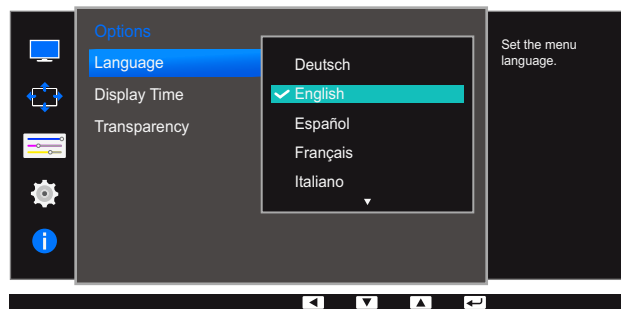 Options
Language
Display Time
Transparency
Deutsch
English
Español
Français
Italiano
Set the menu
language.